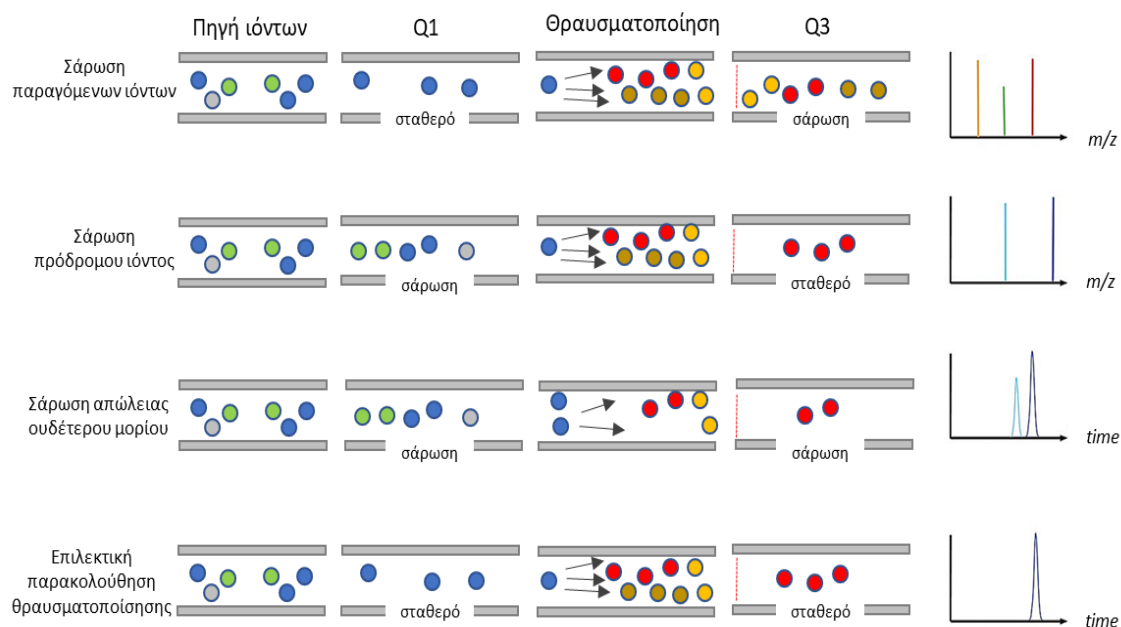 Πηγή ιόντων
Q1
Θραυσματοποίηση
Q3
Σάρωση
παραγόμενων ιόντων
σταθερό
σάρωση
m/z
Σάρωση
πρόδρομου ιόντος
σάρωση
σταθερό
m/z
Σάρωση απώλειας
ουδέτερου μορίου
σάρωση
σάρωση
time
Επιλεκτική
παρακολούθηση
θραυσματοποίσησης
σταθερό
σταθερό
time